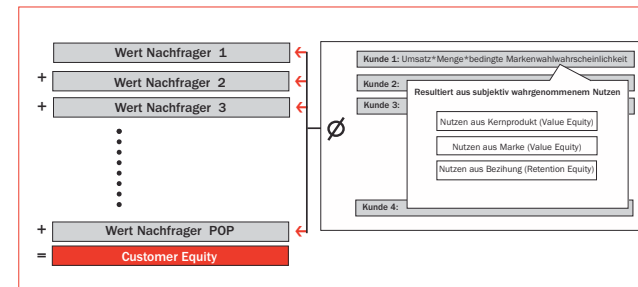 Wert Nachfrager 1
+ Wert Nachfrager 2
+ Wert Nachfrager 3
+ Wert Nachfrager POP
= Customer Equity
Ø
Kunde 1: Umsatz*Menge*bedingte Markenwahlwahrscheinlichkeit
Kunde 2:
Kunde 3:
Resultiert aus subjektiv wahrgenommenem Nutzen
Nutzen aus Kernprodukt (Value Equity)
Nutzen aus Marke (Value Equity)
Nutzen aus Bezihung (Retention Equity)
Kunde 4: